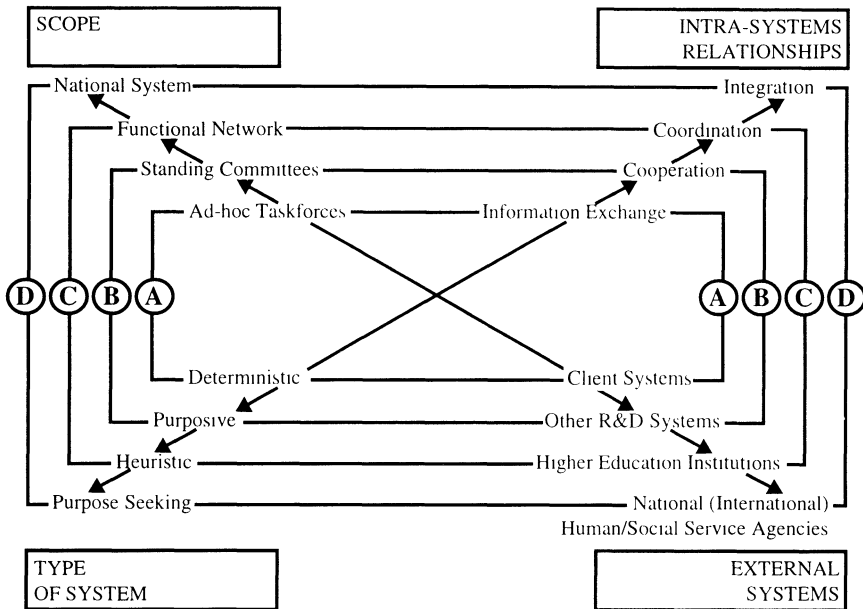 SCOPE
INTRA-SYSTEMS
RELATIONSHIPS
National System
Integration
Functional Network
Coordination
Standing Committees
Cooperation
Ad-hoc Taskforces
Information Exchange
D C B A
A B C D
Deterministic
Client Systems
Purposive
Other R&D Systems
Heuristic
Higher Education Institutions
Purpose Seeking
National (International)
Human/Social Service Agencies
TYPE
OF SYSTEM
EXTERNAL
SYSTEMS